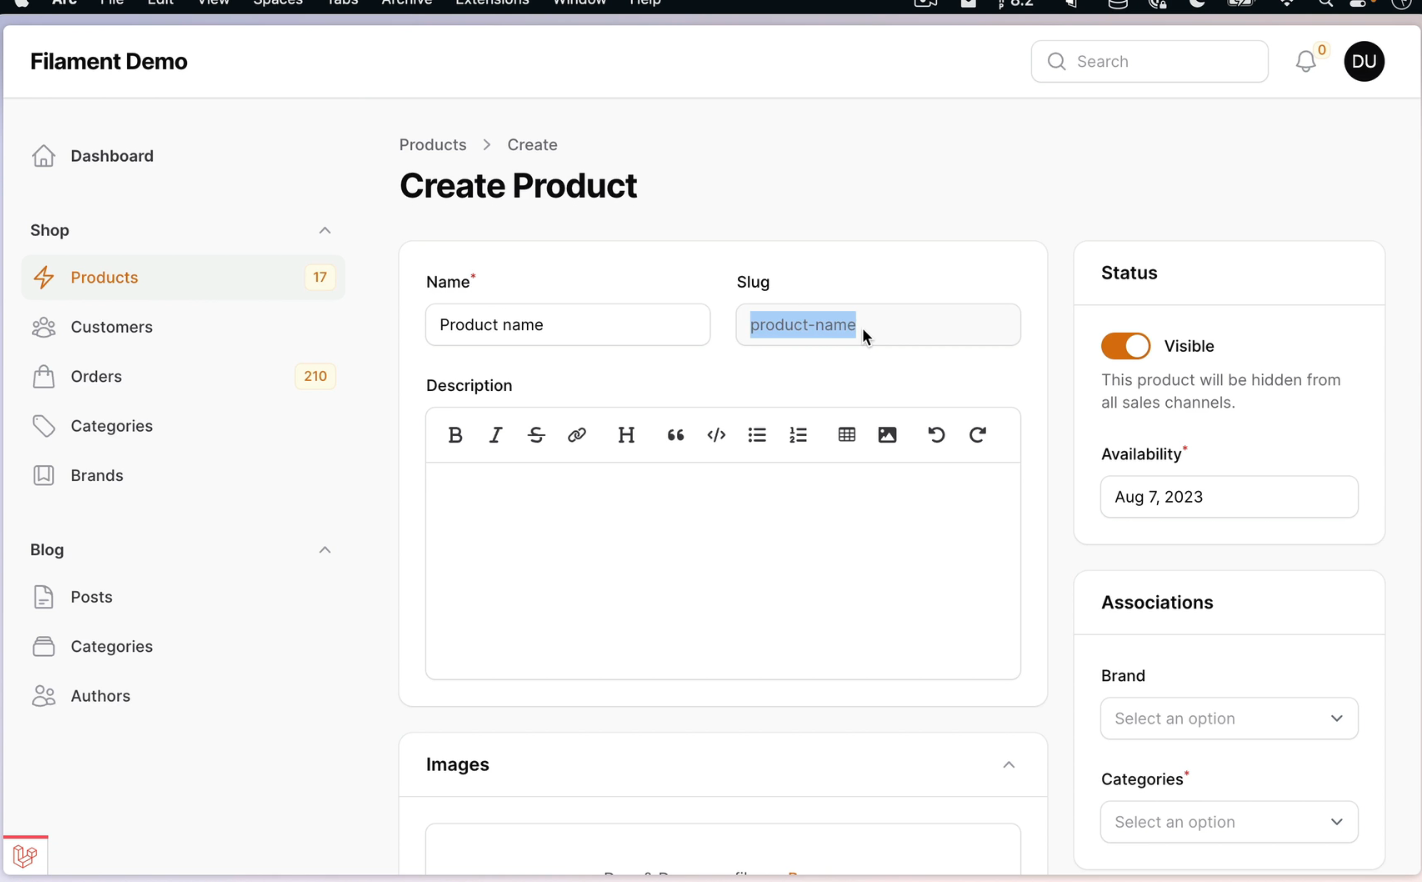 Arc File Edit View Spaces Tabs Archive Extensions Window Help 8.2
Filament Demo
Search
0
DU
Dashboard
Shop
Products 17
Customers
Orders 210
Categories
Brands
Blog
Posts
Categories
Authors
Products > Create
Create Product
Name*
Product name
Slug
product-name
Description
B I S H
Images
Status
Visible
This product will be hidden from
all sales channels.
Availability*
Aug 7, 2023
Associations
Brand
Select an option
Categories*
Select an option